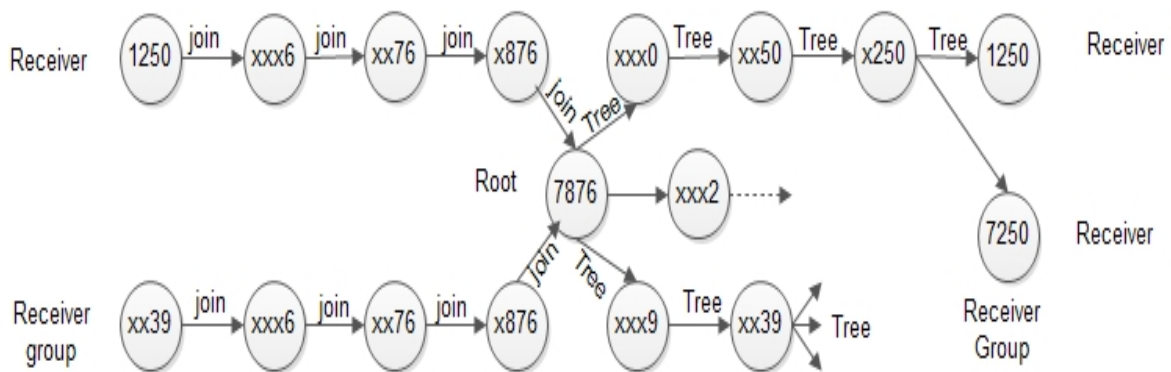 Receiver
1250
join
xxx6
join
xx76
join
x876
join
Tree
xxx0
Tree
xx50
Tree
x250
Tree
1250
Receiver
Root
7876
xxx2
7250
Receiver
Receiver
Group
Receiver
group
xx39
join
xxx6
join
xx76
join
x876
Join
Tree
xxx9
Tree
xx39
Tree